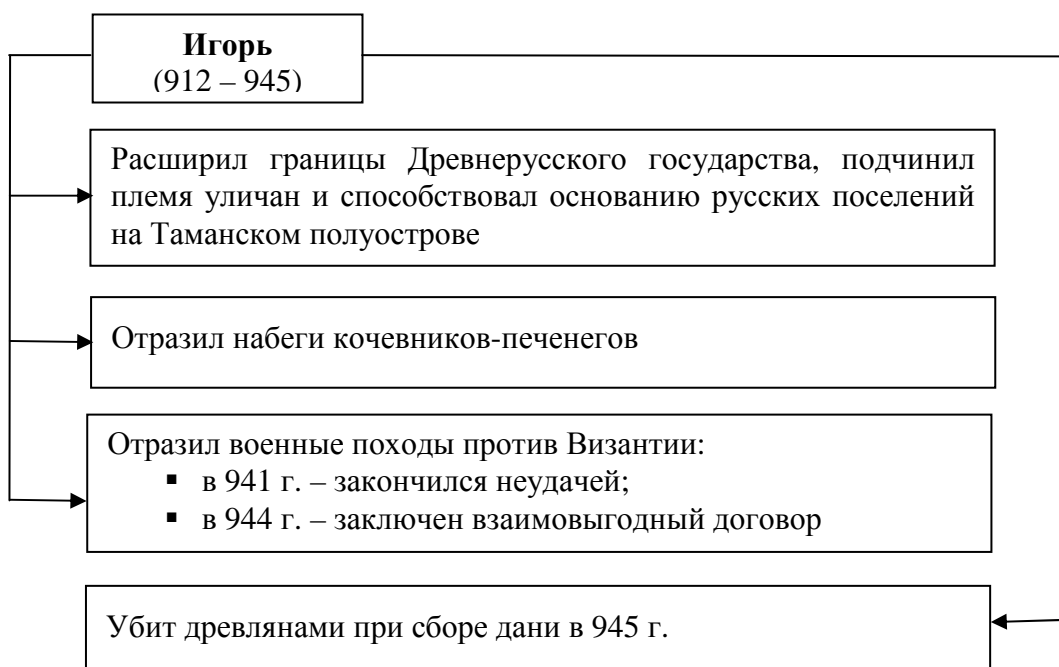 Игорь
(912 – 945)
Расширил границы Древнерусского государства, подчинил
племя уличан и способствовал основанию русских поселений
на Таманском полуострове
Отразил набеги кочевников-печенегов
Отразил военные походы против Византии:
▪ в 941 г. – закончился неудачей;
▪ в 944 г. – заключен взаимовыгодный договор
Убит древлянами при сборе дани в 945 г.